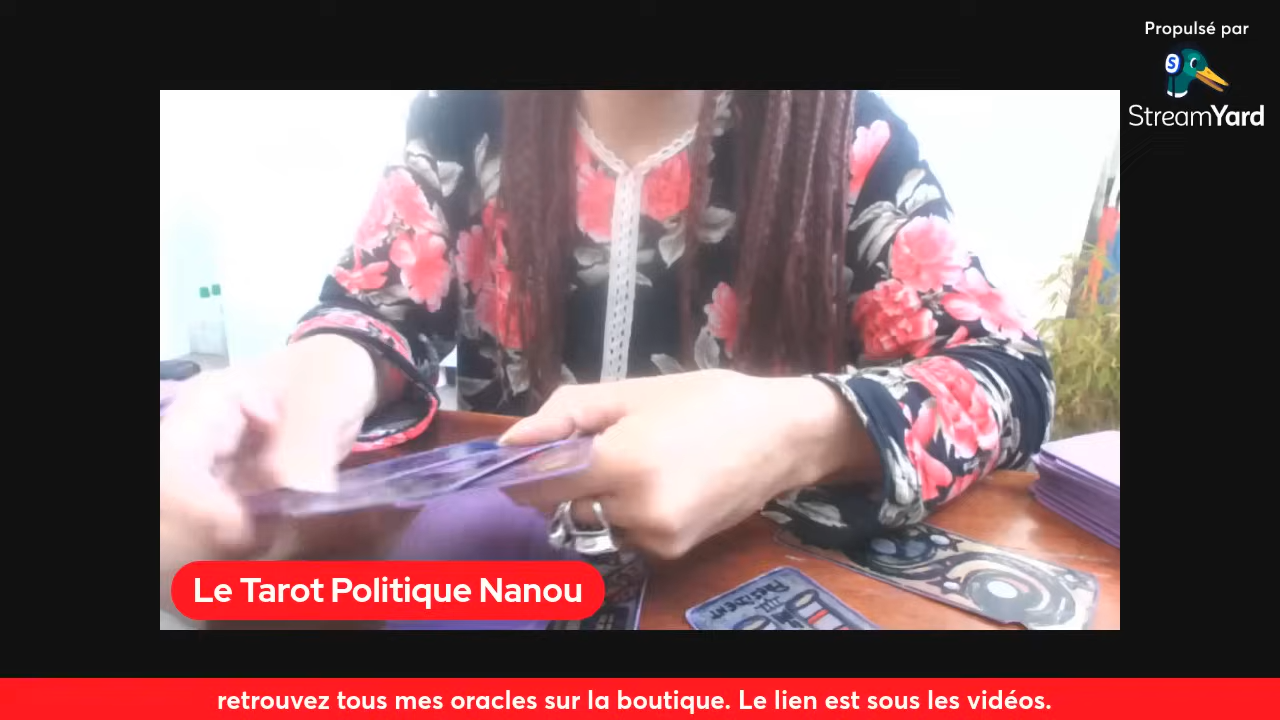 Propulsé par
StreamYard
PRESIDENT
Le Tarot Politique Nanou
retrouvez tous mes oracles sur la boutique. Le lien est sous les vidéos.